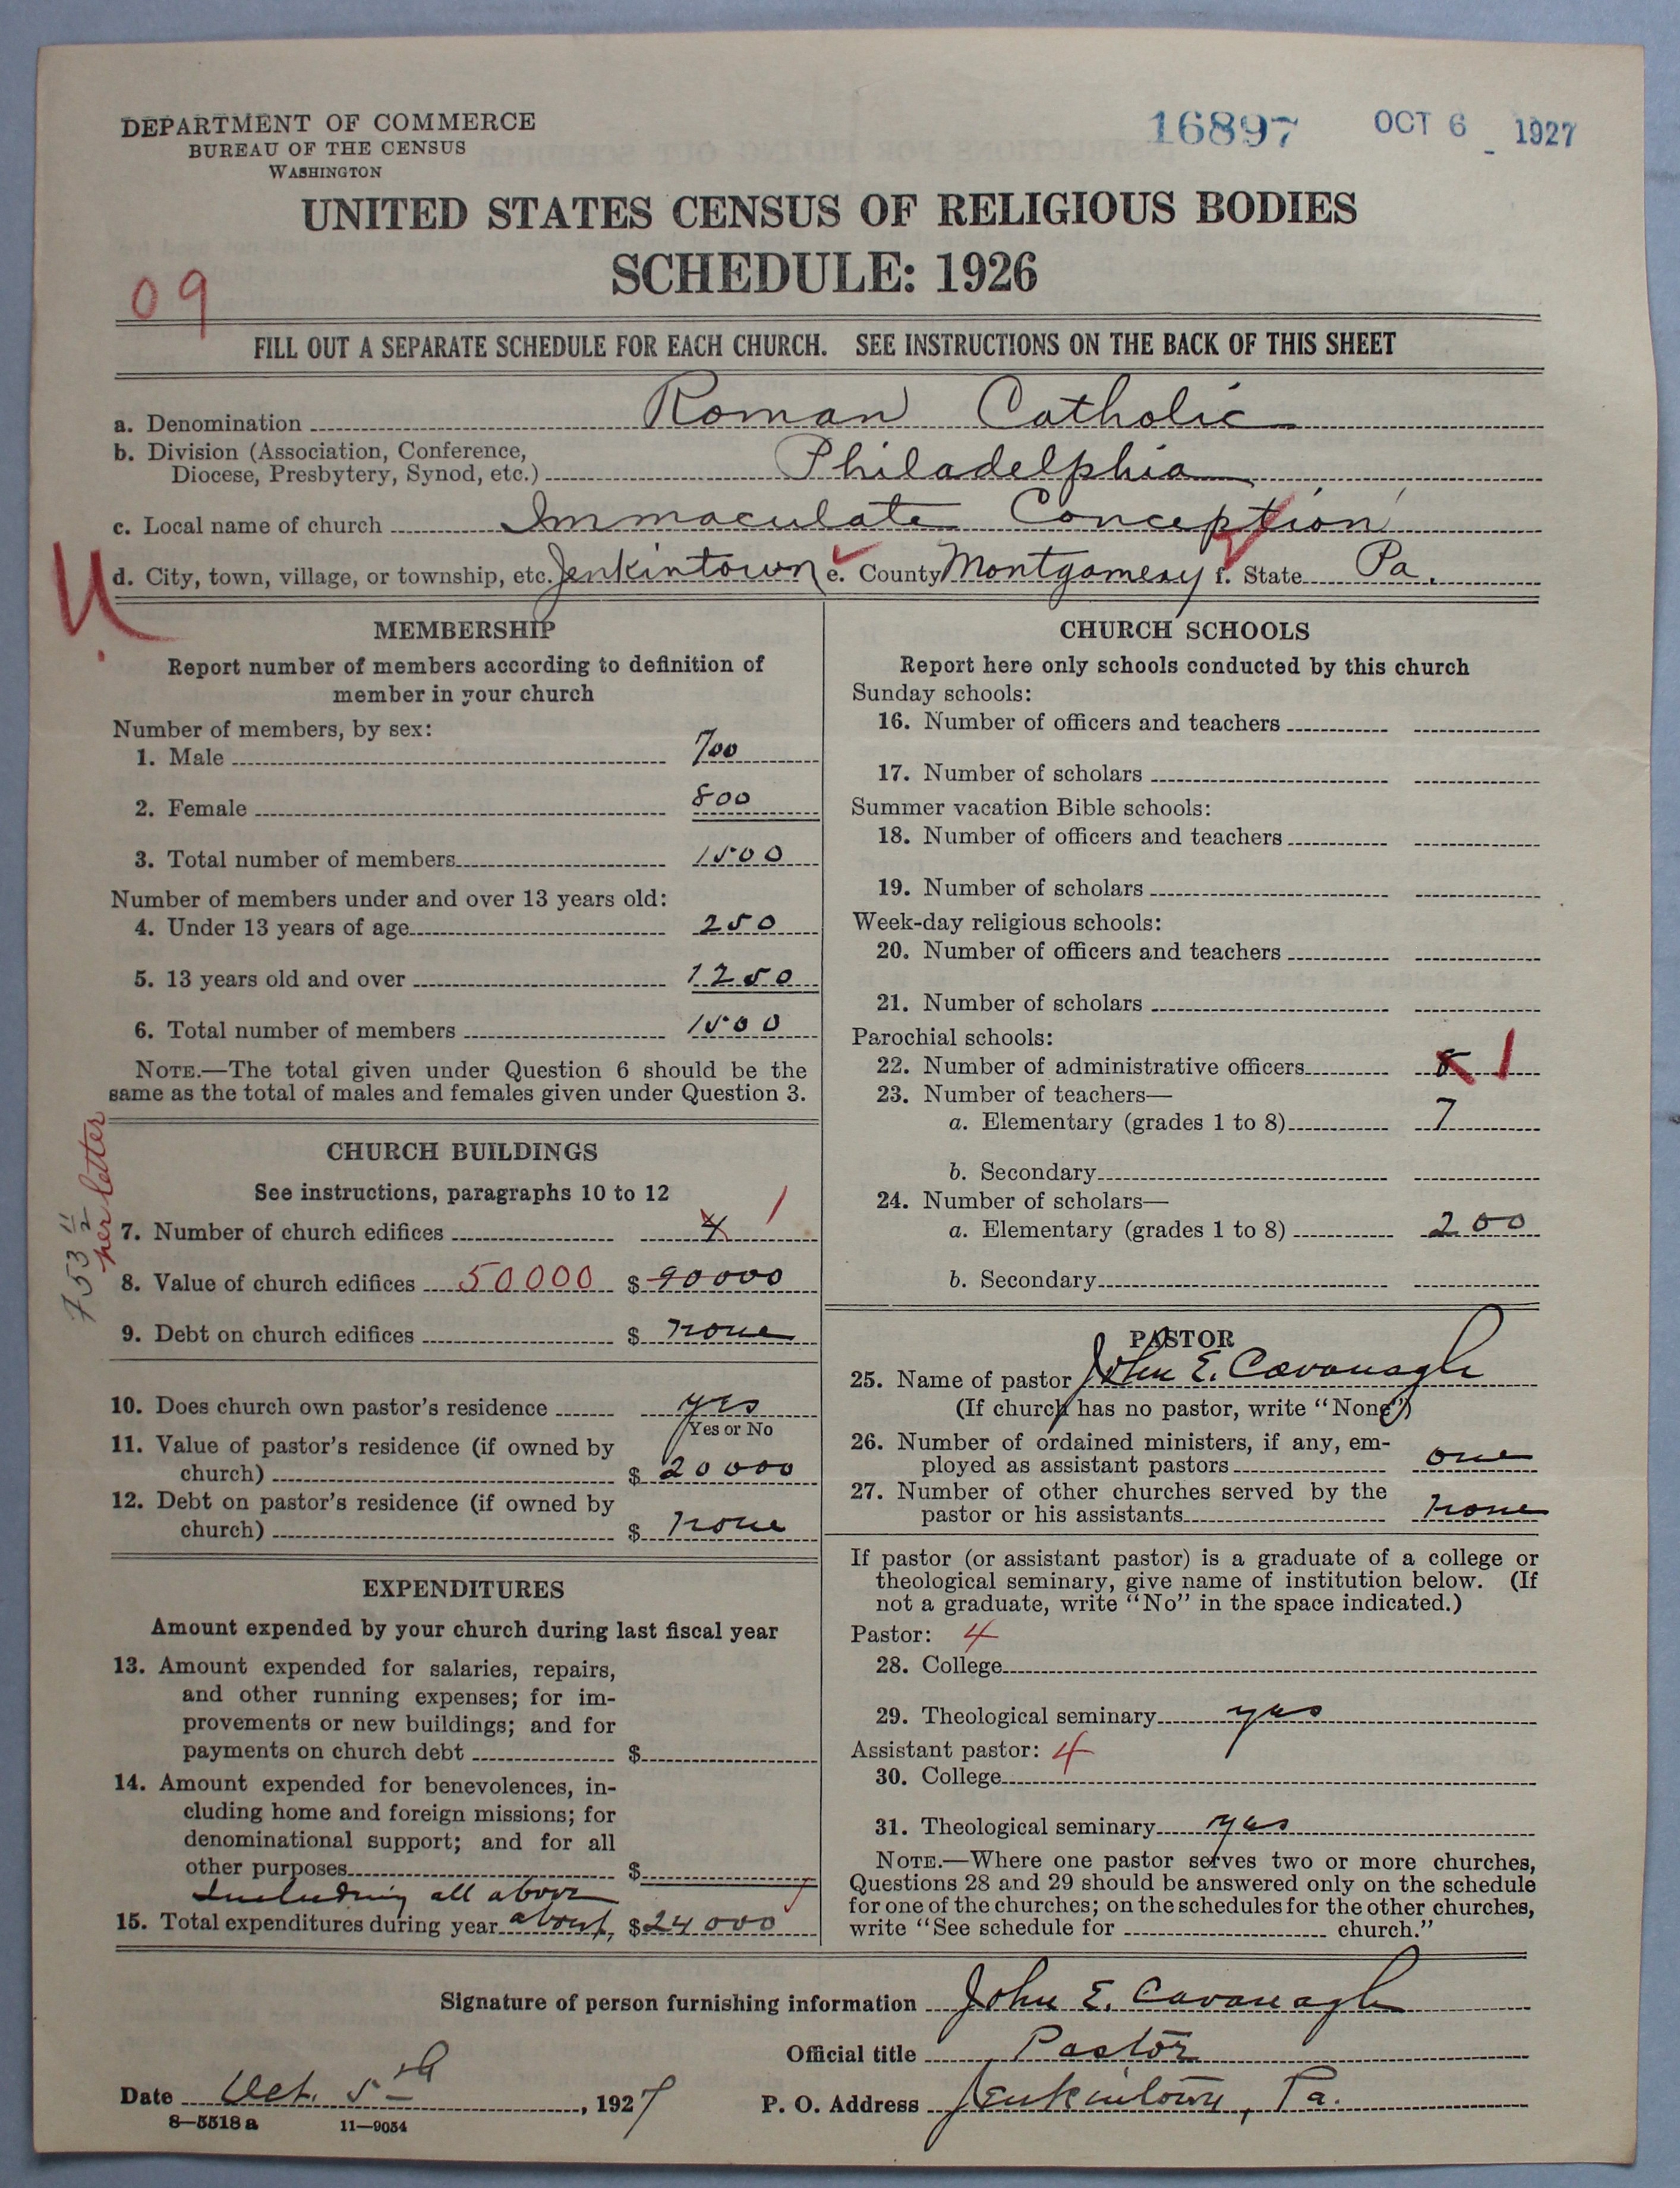 DEPARTMENT OF COMMERCE
BUREAU OF THE CENSUS
WASHINGTON
16897 OCT 6 1927
UNITED STATES CENSUS OF RELIGIOUS BODIES
SCHEDULE: 1926
09
FILL OUT A SEPARATE SCHEDULE FOR EACH CHURCH. SEE INSTRUCTIONS ON THE BACK OF THIS SHEET
a. Denomination Roman Catholic
b. Division (Association, Conference,
Diocese, Presbytery, Synod, etc.) Philadelphia
c. Local name of church Immaculate Conception
d. City, town, village, or township, etc. Jenkintown e. County Montgomery f. State Pa.
U
MEMBERSHIP
Report number of members according to definition of
member in your church
Number of members, by sex:
1. Male 700
2. Female 800
3. Total number of members 1500
Number of members under and over 13 years old:
4. Under 13 years of age 250
5. 13 years old and over 1250
6. Total number of members 1500
NOTE.—The total given under Question 6 should be the
same as the total of males and females given under Question 3.
CHURCH BUILDINGS
See instructions, paragraphs 10 to 12
per letter
7. Number of church edifices 4 1
8. Value of church edifices 50000 $ 90000
9. Debt on church edifices $ none
10. Does church own pastor's residence yes
Yes or No
11. Value of pastor's residence (if owned by
church) $ 20000
12. Debt on pastor's residence (if owned by
church) $ none
EXPENDITURES
Amount expended by your church during last fiscal year
13. Amount expended for salaries, repairs,
and other running expenses; for im-
provements or new buildings; and for
payments on church debt $
14. Amount expended for benevolences, in-
cluding home and foreign missions; for
denominational support; and for all
other purposes $
Including all above
15. Total expenditures during year about, $ 24000
CHURCH SCHOOLS
Report here only schools conducted by this church
Sunday schools:
16. Number of officers and teachers
17. Number of scholars
Summer vacation Bible schools:
18. Number of officers and teachers
19. Number of scholars
Week-day religious schools:
20. Number of officers and teachers
21. Number of scholars
Parochial schools:
22. Number of administrative officers 8 1
23. Number of teachers—
a. Elementary (grades 1 to 8) 7
b. Secondary
24. Number of scholars—
a. Elementary (grades 1 to 8) 200
b. Secondary
PASTOR
25. Name of pastor John E. Cavanagh
(If church has no pastor, write "None")
26. Number of ordained ministers, if any, em-
ployed as assistant pastors one
27. Number of other churches served by the
pastor or his assistants none
If pastor (or assistant pastor) is a graduate of a college or
theological seminary, give name of institution below. (If
not a graduate, write "No" in the space indicated.)
Pastor: 4
28. College
29. Theological seminary yes
Assistant pastor: 4
30. College
31. Theological seminary yes
NOTE.—Where one pastor serves two or more churches,
Questions 28 and 29 should be answered only on the schedule
for one of the churches; on the schedules for the other churches,
write "See schedule for church."
Signature of person furnishing information John E. Cavanagh
Official title Pastor
Date Oct. 5th, 1927 P. O. Address Jenkintown, Pa.
8—5518a 11—9054